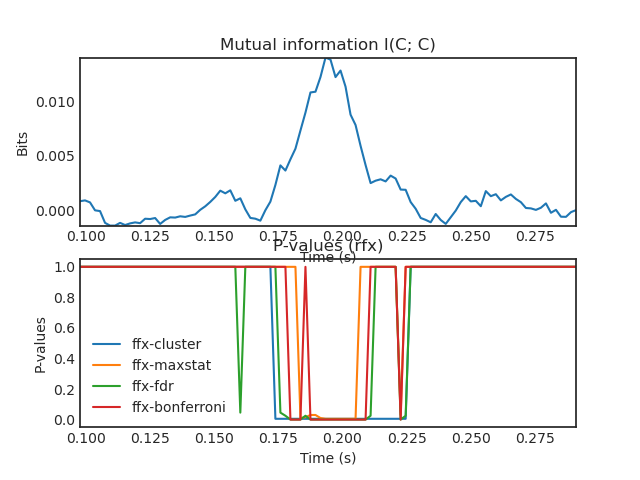 Mutual information I(C; C)
Bits
0.010
0.005
0.000
0.100 0.125 0.150 0.175 0.200 0.225 0.250 0.275
Time (s)
P-values (rfx)
P-values
1.0
0.8
0.6
0.4
0.2
0.0
ffx-cluster
ffx-maxstat
ffx-fdr
ffx-bonferroni
0.100 0.125 0.150 0.175 0.200 0.225 0.250 0.275
Time (s)